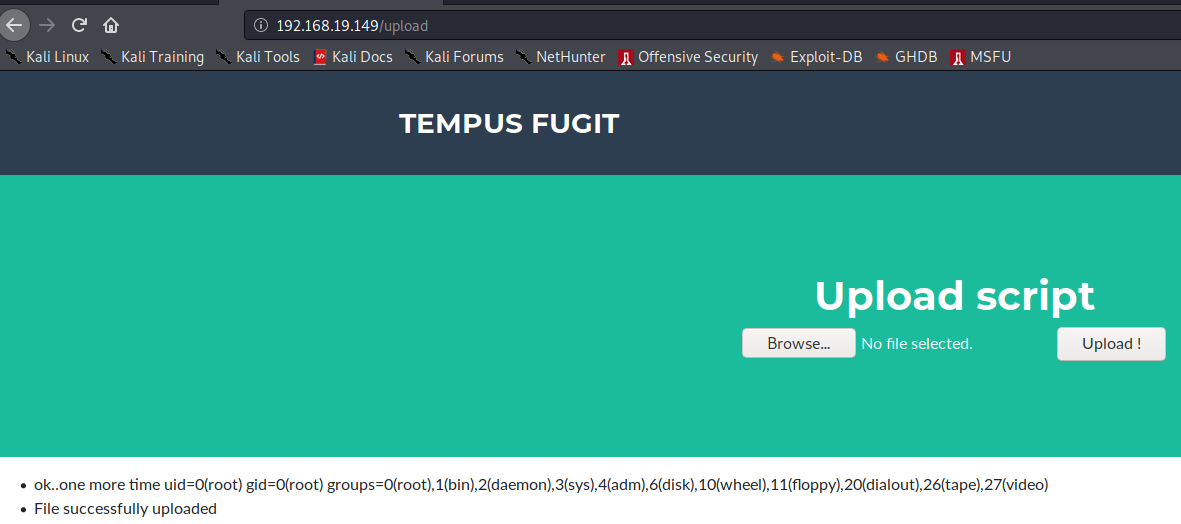 192.168.19.149/upload
Kali Linux Kali Training Kali Tools Kali Docs Kali Forums NetHunter Offensive Security Exploit-DB GHDB MSFU
TEMPUS FUGIT
Upload script
Browse... No file selected. Upload !
ok..one more time uid=0(root) gid=0(root) groups=0(root),1(bin),2(daemon),3(sys),4(adm),6(disk),10(wheel),11(floppy),20(dialout),26(tape),27(video)
File successfully uploaded